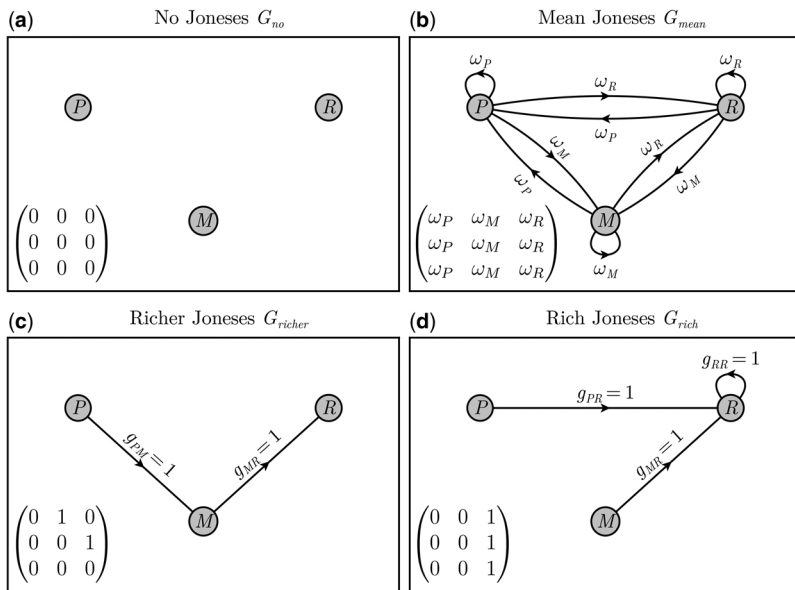 (a) No Joneses G_no
P
R
M
0 0 0
0 0 0
0 0 0
(b) Mean Joneses G_mean
ω_P
ω_R
P
R
ω_R
ω_P
ω_M
ω_R
ω_P
ω_M
M
ω_M
ω_P ω_M ω_R
ω_P ω_M ω_R
ω_P ω_M ω_R
(c) Richer Joneses G_richer
P
R
g_PM = 1
g_MR = 1
M
0 1 0
0 0 1
0 0 0
(d) Rich Joneses G_rich
g_RR = 1
P
g_PR = 1
R
g_MR = 1
M
0 0 1
0 0 1
0 0 1